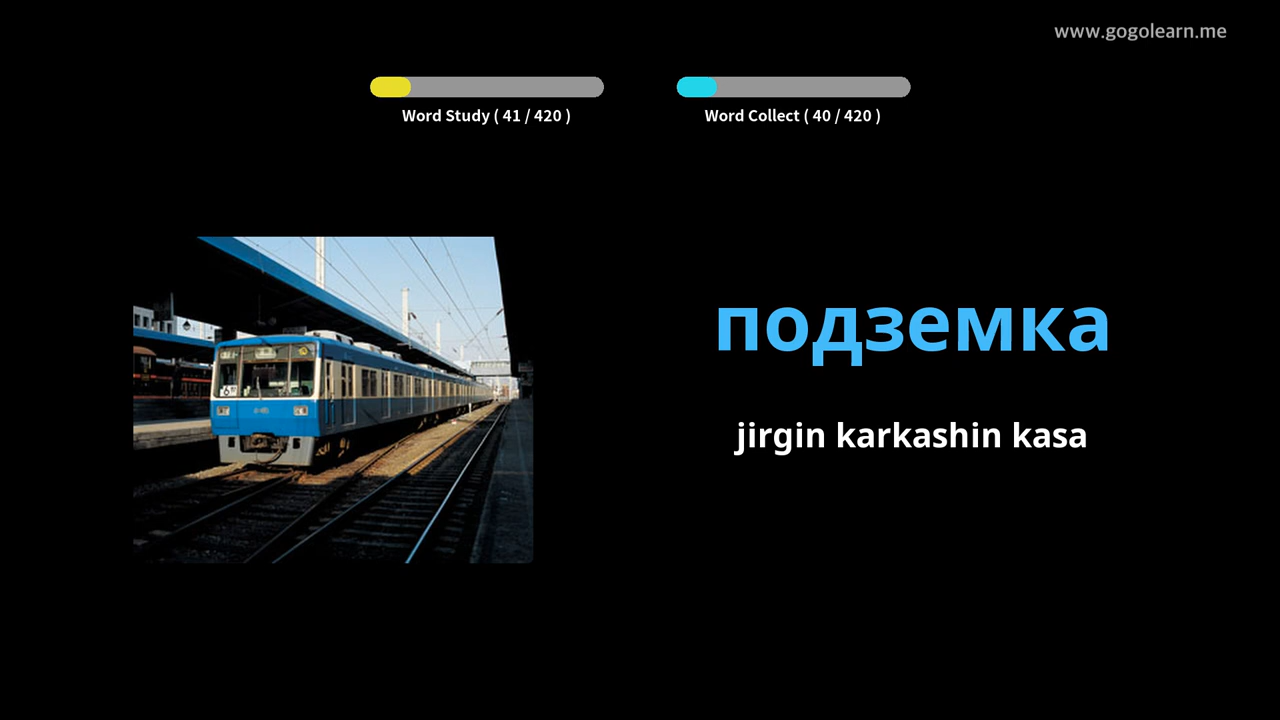 www.gogolearn.me
Word Study ( 41 / 420 )
Word Collect ( 40 / 420 )
подземка
jirgin karkashin kasa